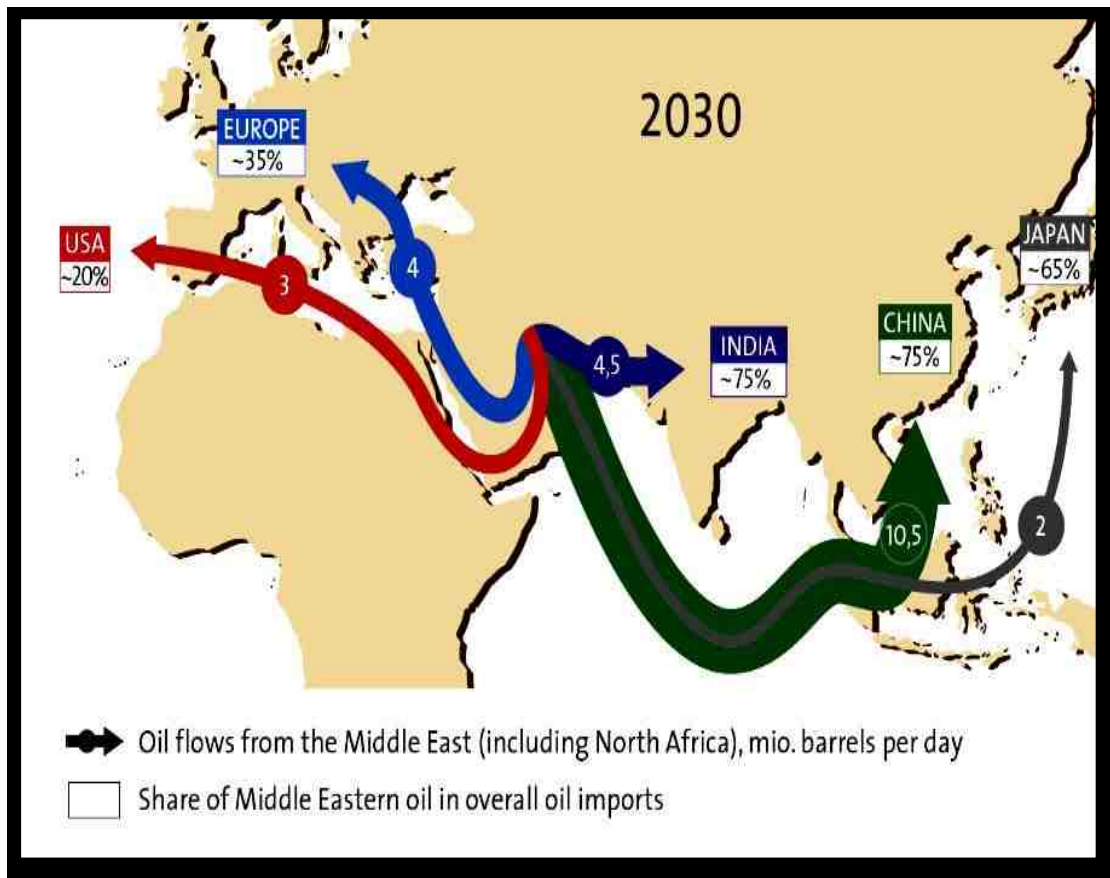 2030
EUROPE
~35%
USA
~20%
3
4
4,5
INDIA
~75%
CHINA
~75%
JAPAN
~65%
10,5
2
Oil flows from the Middle East (including North Africa), mio. barrels per day
Share of Middle Eastern oil in overall oil imports